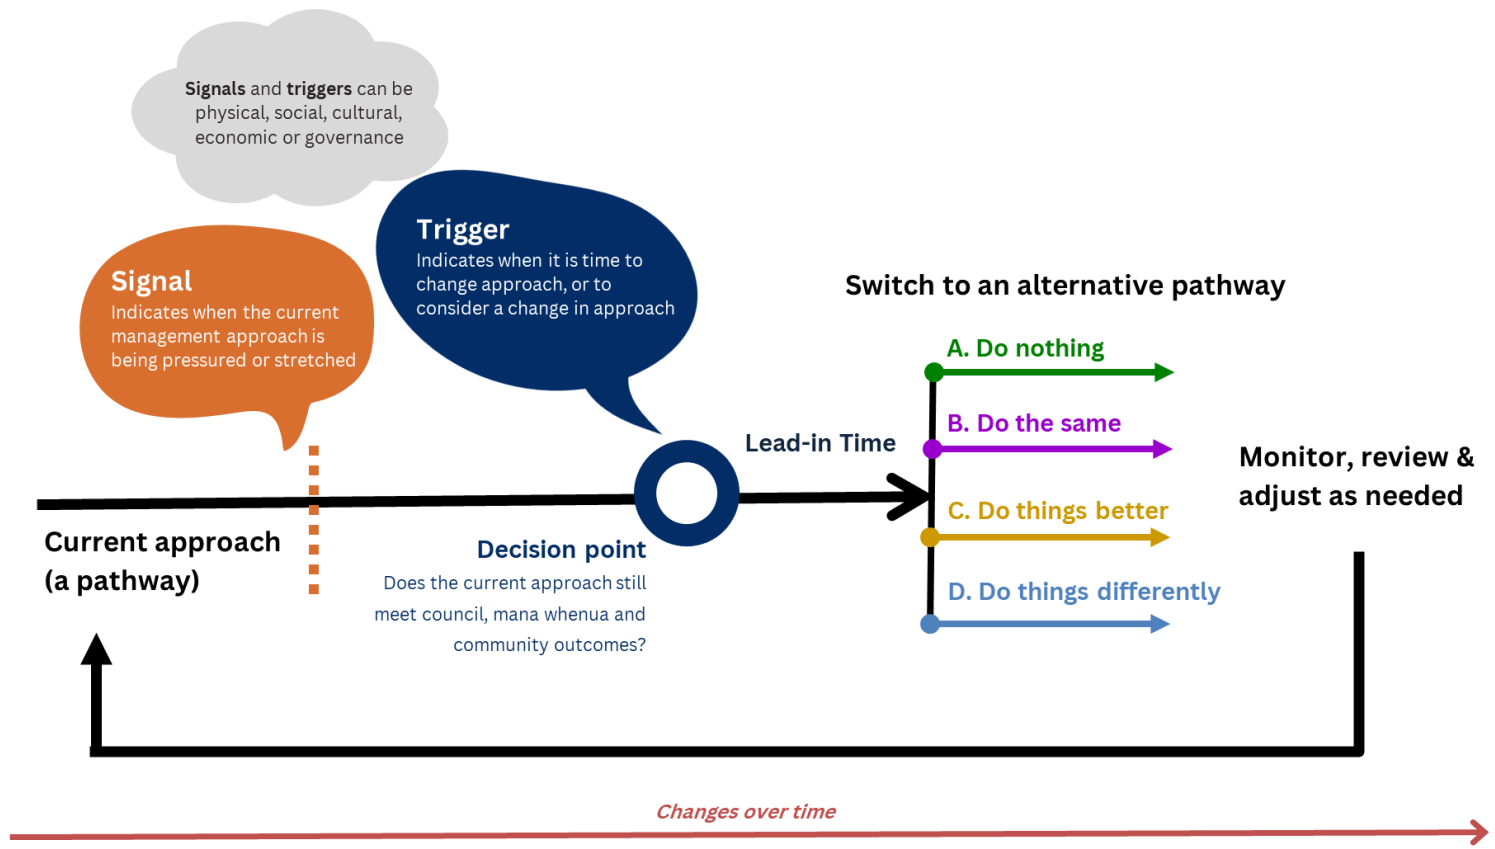 Signals and triggers can be
physical, social, cultural,
economic or governance
Trigger
Indicates when it is time to
change approach, or to
consider a change in approach
Signal
Indicates when the current
management approach is
being pressured or stretched
Switch to an alternative pathway
A. Do nothing
B. Do the same
C. Do things better
D. Do things differently
Lead-in Time
Monitor, review &
adjust as needed
Current approach
(a pathway)
Decision point
Does the current approach still
meet council, mana whenua and
community outcomes?
Changes over time